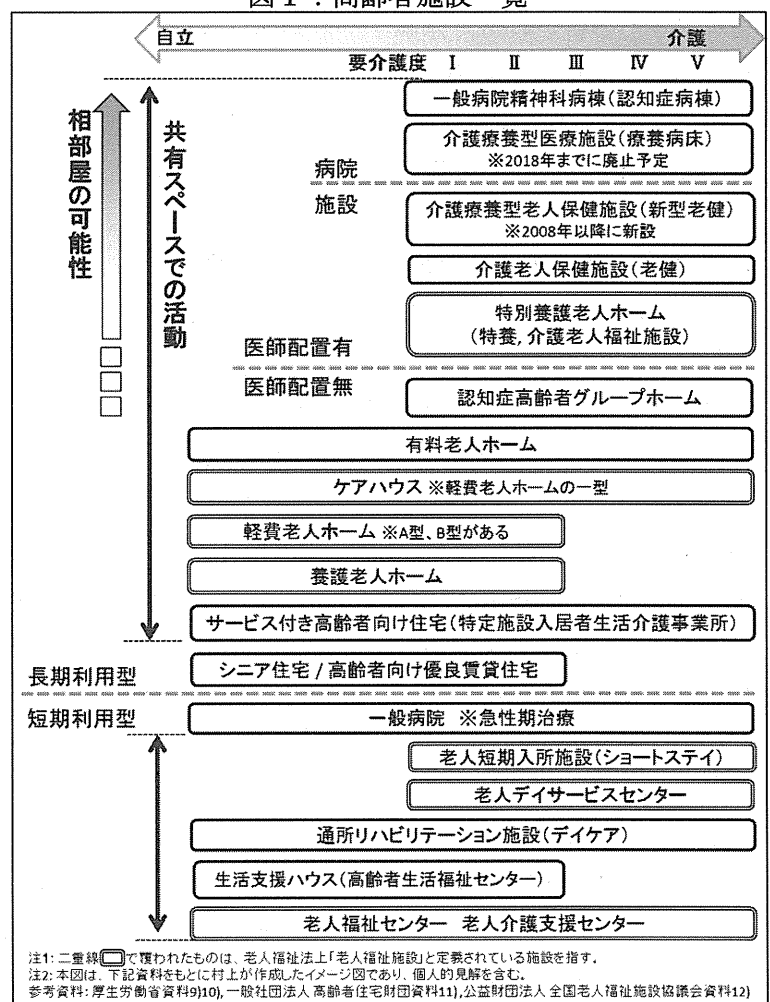 図１：高齢者施設一覧
自立 介護
要介護度 Ⅰ Ⅱ Ⅲ Ⅳ Ⅴ
相部屋の可能性
共有スペースでの活動
一般病院精神科病棟(認知症病棟)
介護療養型医療施設(療養病床)
※2018年までに廃止予定
病院
施設
介護療養型老人保健施設(新型老健)
※2008年以降に新設
介護老人保健施設(老健)
特別養護老人ホーム
(特養, 介護老人福祉施設)
医師配置有
医師配置無
認知症高齢者グループホーム
有料老人ホーム
ケアハウス ※軽費老人ホームの一型
軽費老人ホーム ※A型、B型がある
養護老人ホーム
サービス付き高齢者向け住宅(特定施設入居者生活介護事業所)
長期利用型
シニア住宅 / 高齢者向け優良賃貸住宅
短期利用型
一般病院 ※急性期治療
老人短期入所施設(ショートステイ)
老人デイサービスセンター
通所リハビリテーション施設(デイケア)
生活支援ハウス(高齢者生活福祉センター)
老人福祉センター 老人介護支援センター
注1: 二重線で覆われたものは、老人福祉法上「老人福祉施設」と定義されている施設を指す。
注2: 本図は、下記資料をもとに村上が作成したイメージ図であり、個人的見解を含む。
参考資料: 厚生労働省資料9)10), 一般社団法人 高齢者住宅財団資料11), 公益財団法人 全国老人福祉施設協議会資料12)